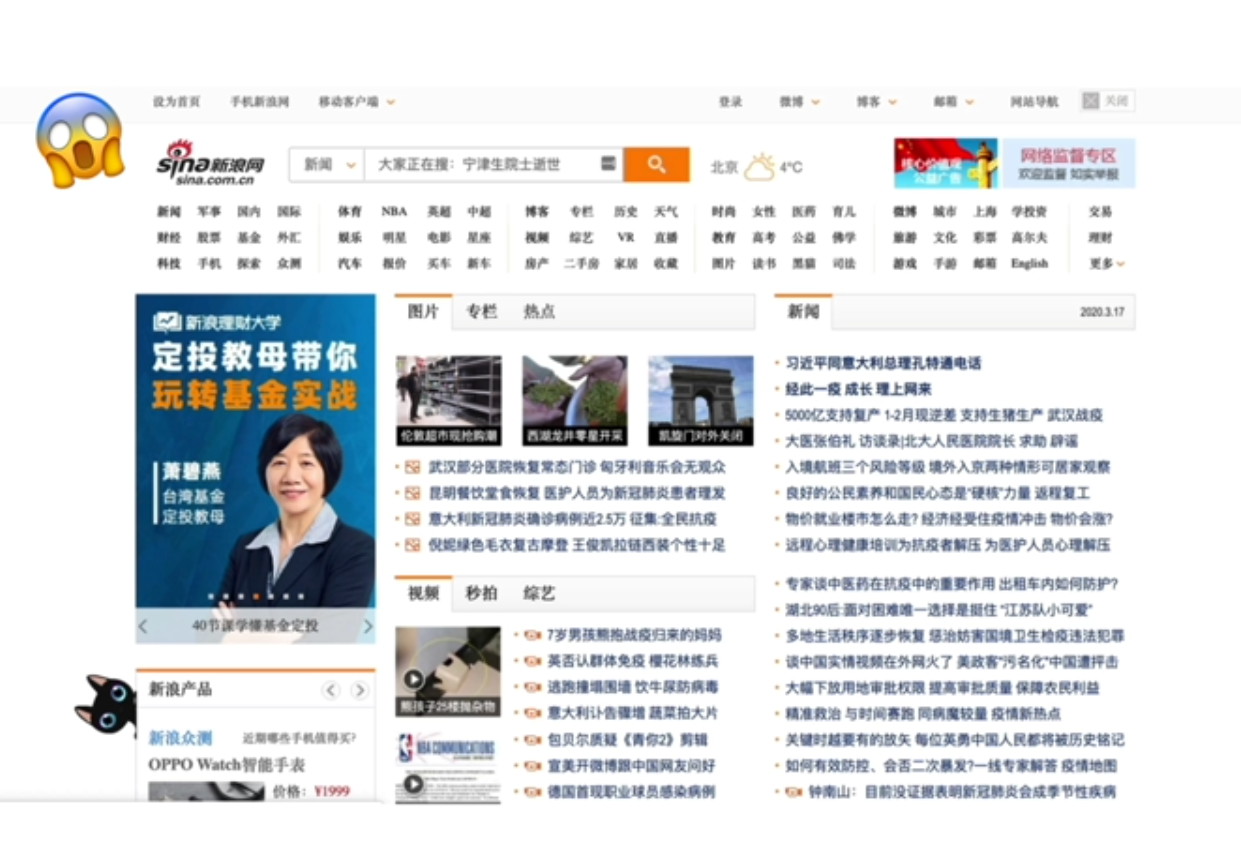 设为首页 手机新浪网 移动客户端 登录 微博 博客 邮箱 网站导航 关闭
sina新浪网
sina.com.cn
新闻 大家正在搜：宁津生院士逝世
北京 4°C
核心价值观
公益广告
网络监督专区
欢迎监督 如实举报
新闻 军事 国内 国际 体育 NBA 英超 中超 博客 专栏 历史 天气 时尚 女性 医药 育儿 微博 城市 上海 学投资 交易
财经 股票 基金 外汇 娱乐 明星 电影 星座 视频 综艺 VR 直播 教育 高考 公益 佛学 旅游 文化 彩票 高尔夫 理财
科技 手机 探索 众测 汽车 报价 买车 新车 房产 二手房 家居 收藏 图片 读书 黑猫 司法 游戏 手游 邮箱 English 更多
新浪理财大学
定投教母带你
玩转基金实战
萧碧燕
台湾基金
定投教母
40节课学懂基金定投
新浪产品
新浪众测 近期哪些手机值得买?
OPPO Watch智能手表
价格：¥1999
图片 专栏 热点
伦敦超市现抢购潮 西湖龙井零星开采 凯旋门对外关闭
武汉部分医院恢复常态门诊 匈牙利音乐会无观众
昆明餐饮堂食恢复 医护人员为新冠肺炎患者理发
意大利新冠肺炎确诊病例近2.5万 征集:全民抗疫
倪妮绿色毛衣复古摩登 王俊凯拉链西装个性十足
视频 秒拍 综艺
熊孩子25楼抛杂物
NBA COMMUNICATIONS
7岁男孩熊抱战疫归来的妈妈
英否认群体免疫 樱花林练兵
逃跑撞塌围墙 饮牛尿防病毒
意大利讣告骤增 蔬菜拍大片
包贝尔质疑《青你2》剪辑
宣美开微博跟中国网友问好
德国首现职业球员感染病例
新闻 2020.3.17
习近平同意大利总理孔特通电话
经此一疫 成长 理上网来
5000亿支持复产 1-2月现逆差 支持生猪生产 武汉战疫
大医张伯礼 访谈录|北大人民医院院长 求助 辟谣
入境航班三个风险等级 境外入京两种情形可居家观察
良好的公民素养和国民心态是“硬核”力量 返程复工
物价就业楼市怎么走? 经济经受住疫情冲击 物价会涨?
远程心理健康培训为抗疫者解压 为医护人员心理解压
专家谈中医药在抗疫中的重要作用 出租车内如何防护?
湖北90后:面对困难唯一选择是挺住 “江苏队小可爱”
多地生活秩序逐步恢复 惩治妨害国境卫生检疫违法犯罪
谈中国实情视频在外网火了 美政客“污名化”中国遭抨击
大幅下放用地审批权限 提高审批质量 保障农民利益
精准救治 与时间赛跑 同病魔较量 疫情新热点
关键时越要有的放矢 每位英勇中国人民都将被历史铭记
如何有效防控、会否二次暴发?一线专家解答 疫情地图
钟南山：目前没证据表明新冠肺炎会成季节性疾病